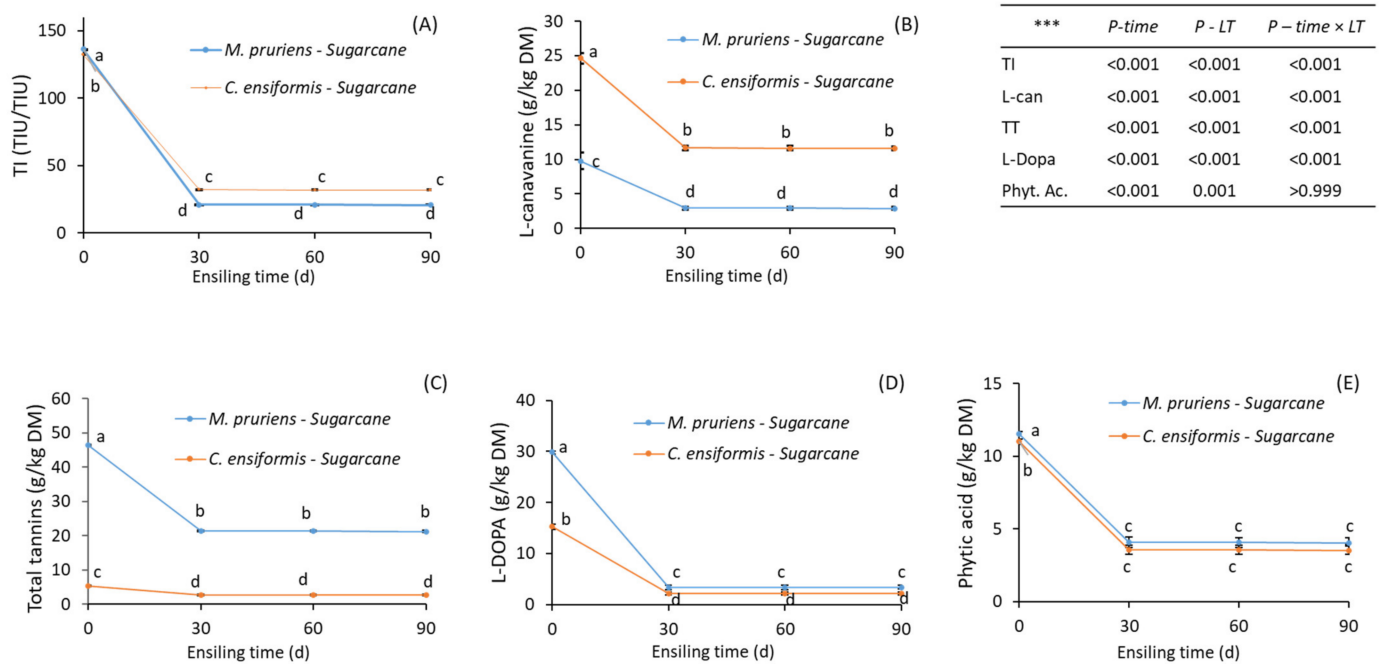 (A)
TI (TIU/TIU)
150
100
50
0
M. pruriens - Sugarcane
C. ensiformis - Sugarcane
a
b
c
c
c
d
d
d
0 30 60 90
Ensiling time (d)
(B)
L-canavanine (g/kg DM)
30
25
20
15
10
5
0
M. pruriens - Sugarcane
C. ensiformis - Sugarcane
a
b
b
b
c
d
d
d
0 30 60 90
Ensiling time (d)
*** P-time P - LT P – time × LT
TI <0.001 <0.001 <0.001
L-can <0.001 <0.001 <0.001
TT <0.001 <0.001 <0.001
L-Dopa <0.001 <0.001 <0.001
Phyt. Ac. <0.001 0.001 >0.999
(C)
Total tannins (g/kg DM)
60
50
40
30
20
10
0
M. pruriens - Sugarcane
C. ensiformis - Sugarcane
a
b
b
b
c
d
d
d
0 30 60 90
Ensiling time (d)
(D)
L-DOPA (g/kg DM)
40
30
20
10
0
M. pruriens - Sugarcane
C. ensiformis - Sugarcane
a
b
c
c
c
d
d
d
0 30 60 90
Ensiling time (d)
(E)
Phytic acid (g/kg DM)
15
10
5
0
M. pruriens - Sugarcane
C. ensiformis - Sugarcane
a
b
c
c
c
c
c
c
0 30 60 90
Ensiling time (d)